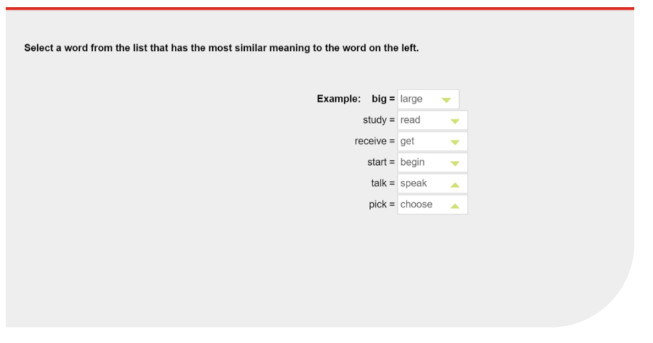 Select a word from the list that has the most similar meaning to the word on the left.
Example: big = large
study = read
receive = get
start = begin
talk = speak
pick = choose